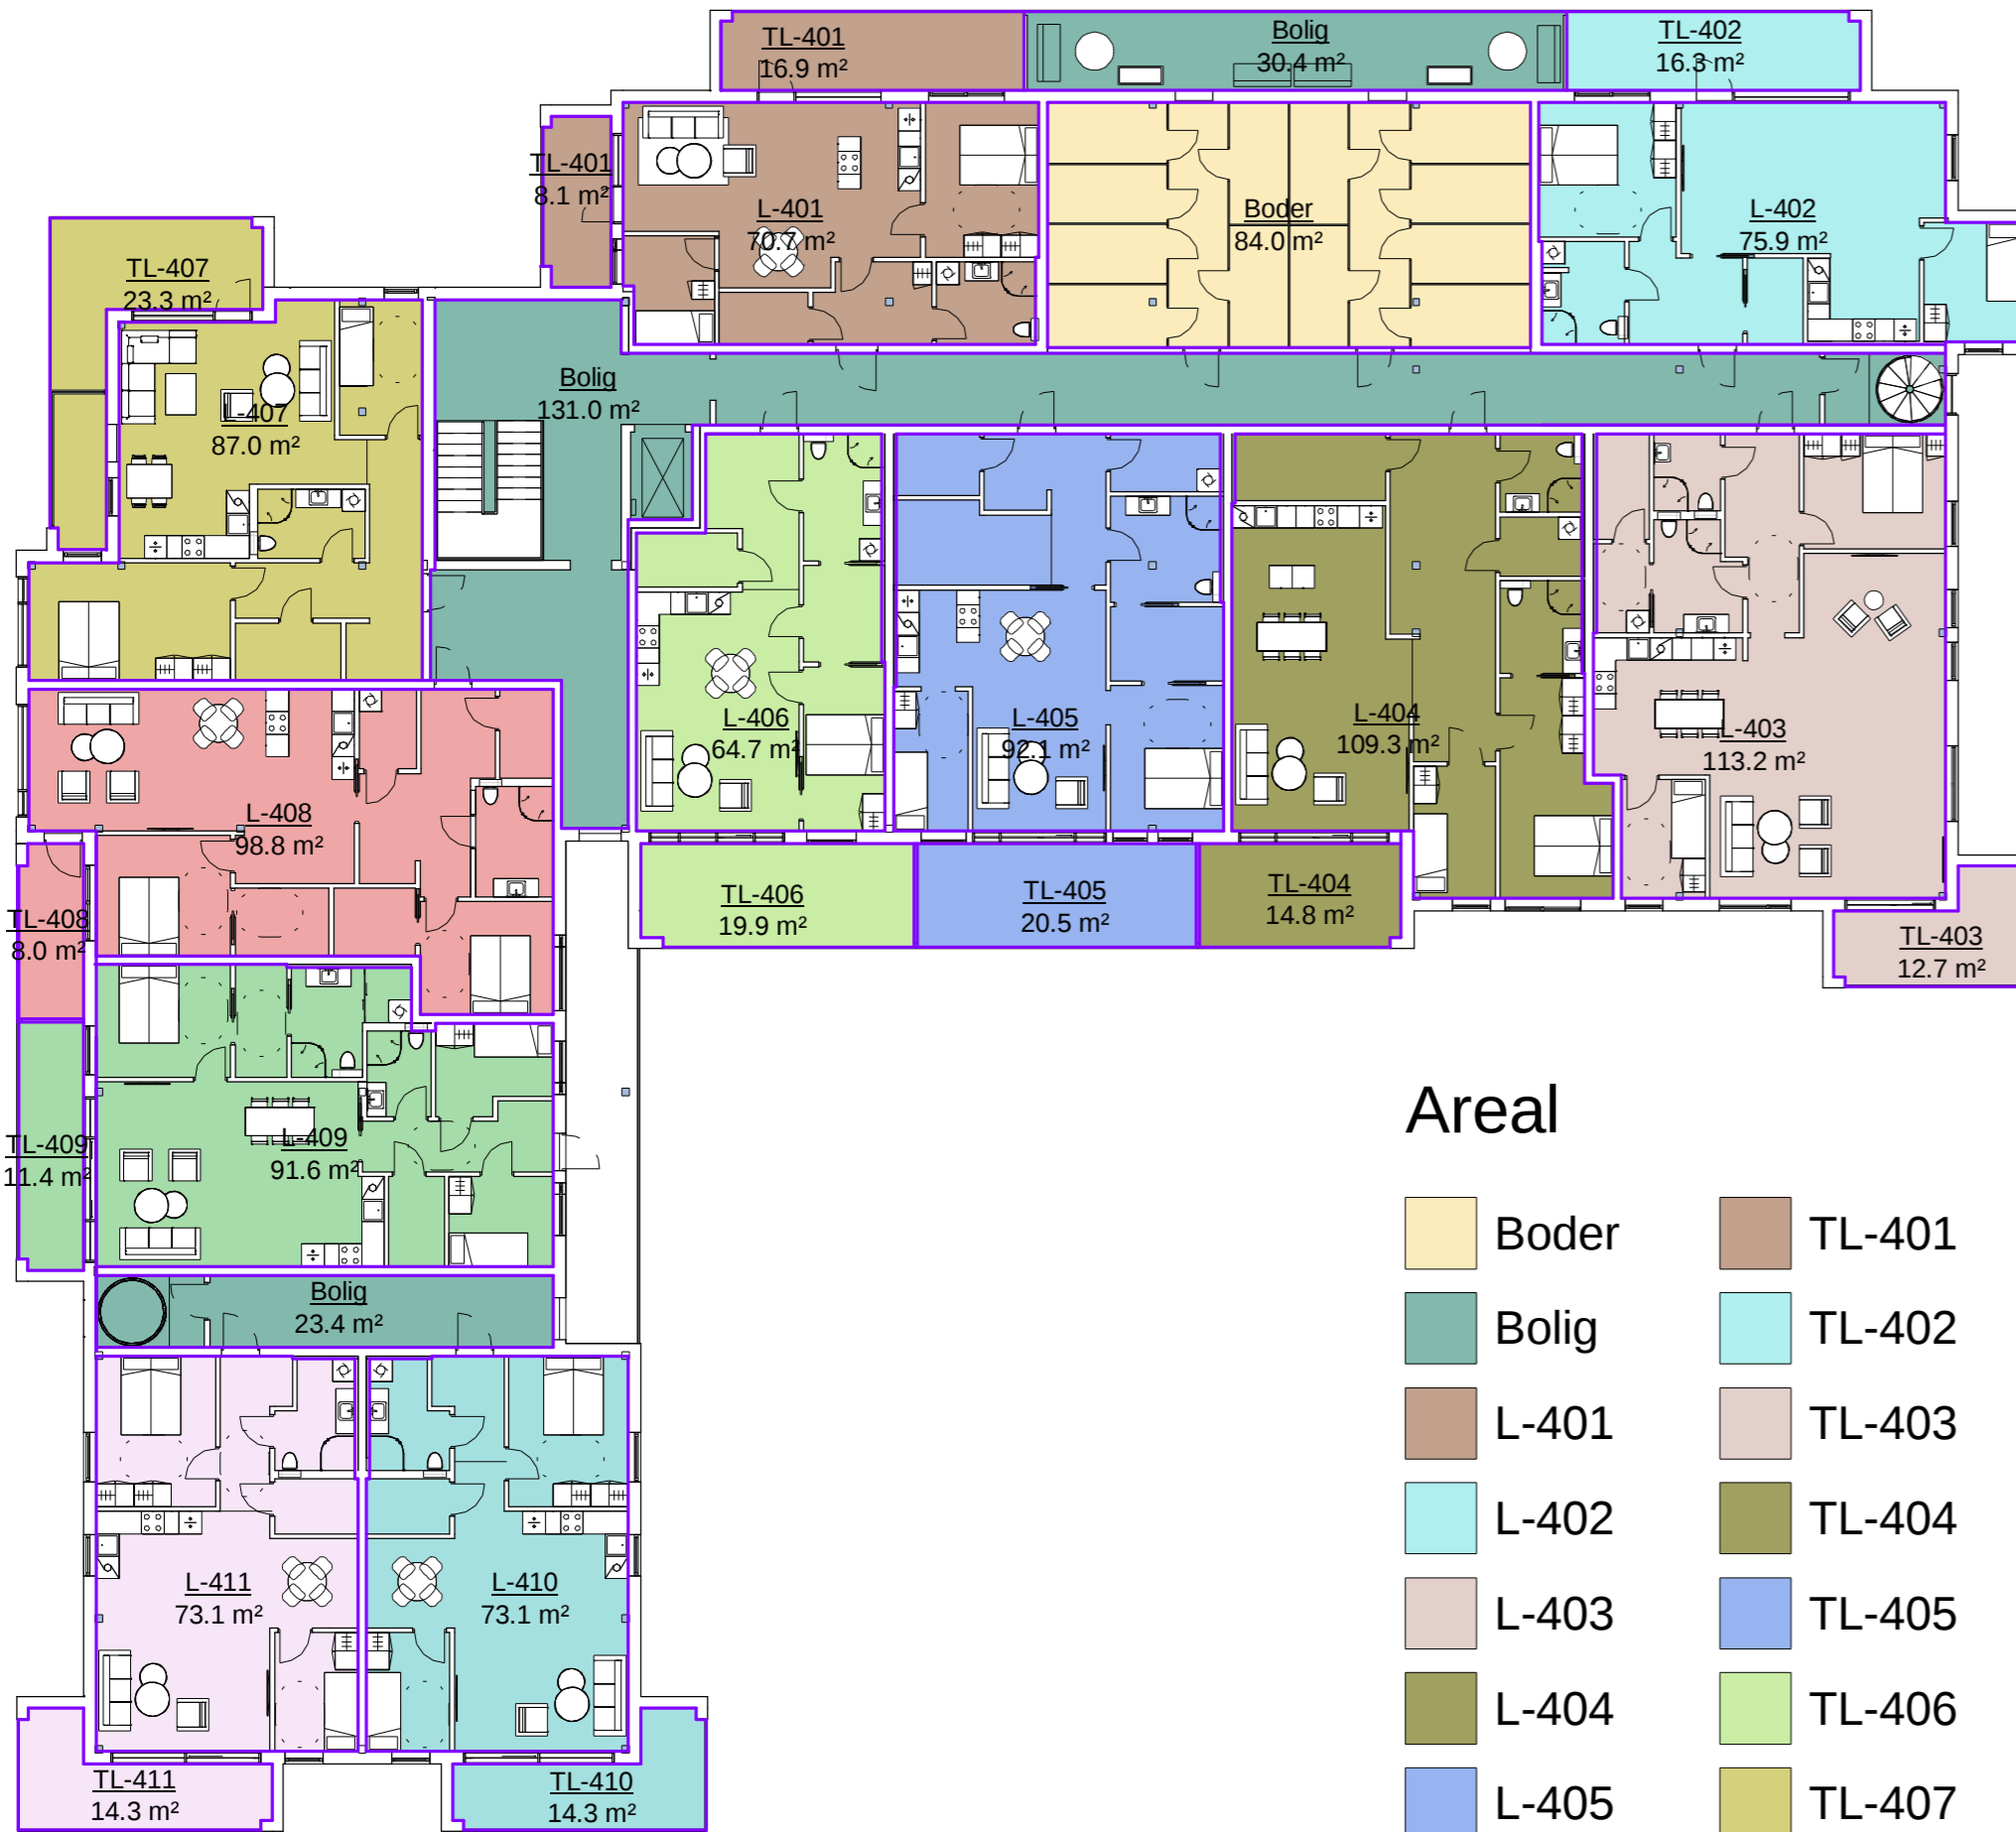 TL-401
16.9 m²
Bolig
30.4 m²
TL-402
16.3 m²
TL-401
8.1 m²
L-401
70.7 m²
Boder
84.0 m²
L-402
75.9 m²
TL-407
23.3 m²
L-407
87.0 m²
Bolig
131.0 m²
L-406
64.7 m²
L-405
92.1 m²
L-404
109.3 m²
L-403
113.2 m²
L-408
98.8 m²
TL-408
8.0 m²
TL-406
19.9 m²
TL-405
20.5 m²
TL-404
14.8 m²
TL-403
12.7 m²
TL-409
11.4 m²
L-409
91.6 m²
Bolig
23.4 m²
L-411
73.1 m²
L-410
73.1 m²
TL-411
14.3 m²
TL-410
14.3 m²
Areal
Boder
Bolig
L-401
L-402
L-403
L-404
L-405
TL-401
TL-402
TL-403
TL-404
TL-405
TL-406
TL-407